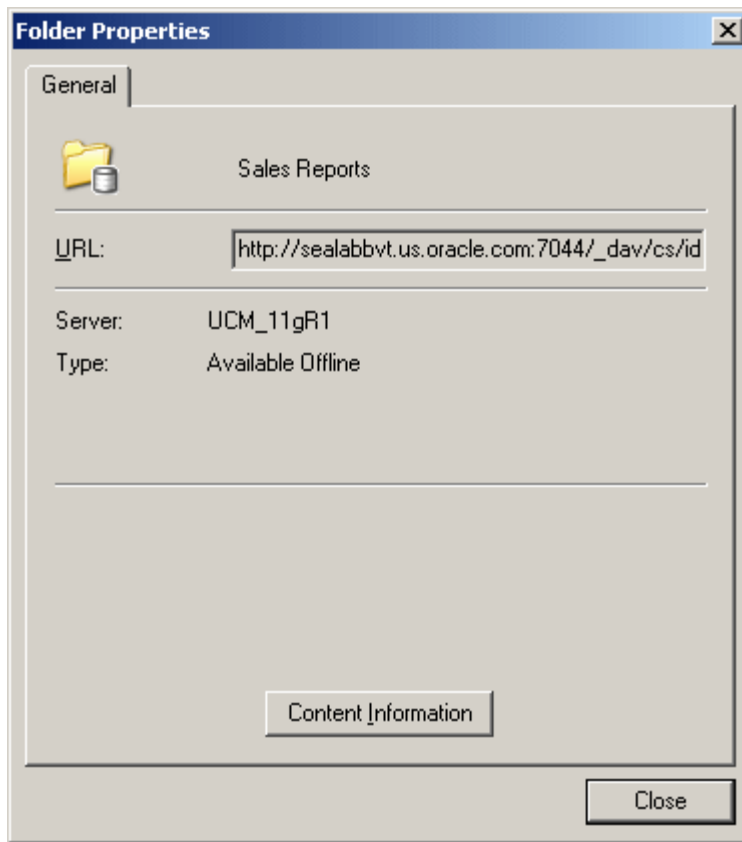 Folder Properties
General
Sales Reports
URL: http://sealabbvt.us.oracle.com:7044/_dav/cs/id
Server: UCM_11gR1
Type: Available Offline
Content Information
Close